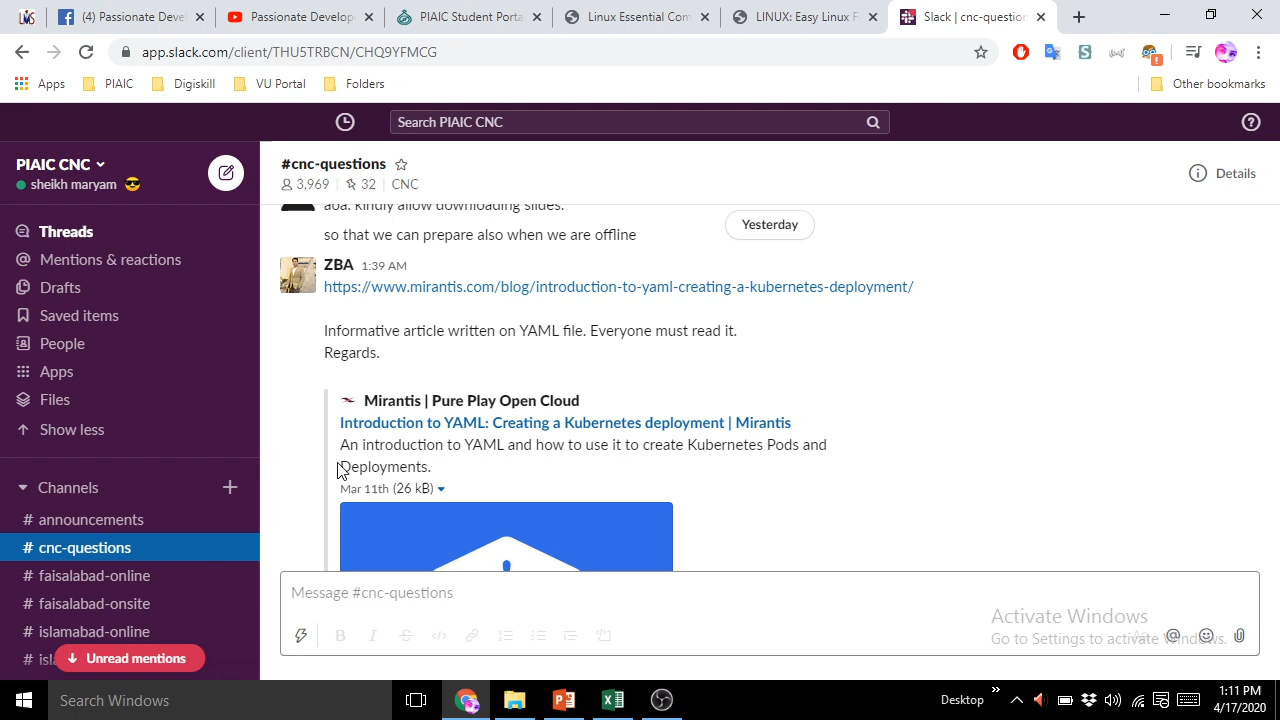 (4) Passionate Deve
Passionate Develop
PIAIC Student Porta
Linux Essential Com
LINUX: Easy Linux F
Slack | cnc-question
app.slack.com/client/THU5TRBCN/CHQ9YFMCG
Apps
PIAIC
Digiskill
VU Portal
Folders
Other bookmarks
Search PIAIC CNC
PIAIC CNC
sheikh maryam
Threads
Mentions & reactions
Drafts
Saved items
People
Apps
Files
Show less
Channels
# announcements
# cnc-questions
# faisalabad-online
# faisalabad-onsite
# islamabad-online
# isl
Unread mentions
#cnc-questions
3,969 | 32 | CNC
Details
aoa. kindly allow downloading slides.
Yesterday
so that we can prepare also when we are offline
ZBA 1:39 AM
https://www.mirantis.com/blog/introduction-to-yaml-creating-a-kubernetes-deployment/
Informative article written on YAML file. Everyone must read it.
Regards.
Mirantis | Pure Play Open Cloud
Introduction to YAML: Creating a Kubernetes deployment | Mirantis
An introduction to YAML and how to use it to create Kubernetes Pods and
Deployments.
Mar 11th (26 kB)
Message #cnc-questions
Activate Windows
Go to Settings to activate Windows.
Search Windows
Desktop
1:11 PM
4/17/2020